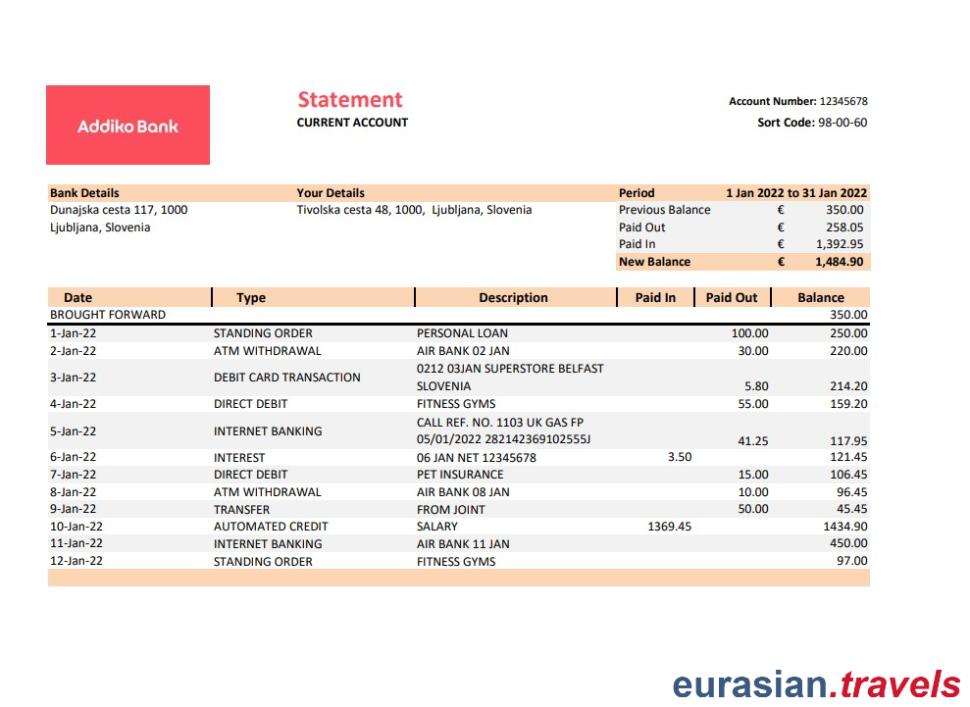 Addiko Bank
Statement
CURRENT ACCOUNT
Account Number: 12345678
Sort Code: 98-00-60
Bank Details Your Details Period 1 Jan 2022 to 31 Jan 2022
Dunajska cesta 117, 1000 Tivolska cesta 48, 1000, Ljubljana, Slovenia Previous Balance € 350.00
Ljubljana, Slovenia Paid Out € 258.05
Paid In € 1,392.95
New Balance € 1,484.90
Date Type Description Paid In Paid Out Balance
BROUGHT FORWARD 350.00
1-Jan-22 STANDING ORDER PERSONAL LOAN 100.00 250.00
2-Jan-22 ATM WITHDRAWAL AIR BANK 02 JAN 30.00 220.00
3-Jan-22 DEBIT CARD TRANSACTION 0212 03JAN SUPERSTORE BELFAST
SLOVENIA 5.80 214.20
4-Jan-22 DIRECT DEBIT FITNESS GYMS 55.00 159.20
5-Jan-22 INTERNET BANKING CALL REF. NO. 1103 UK GAS FP
05/01/2022 282142369102555J 41.25 117.95
6-Jan-22 INTEREST 06 JAN NET 12345678 3.50 121.45
7-Jan-22 DIRECT DEBIT PET INSURANCE 15.00 106.45
8-Jan-22 ATM WITHDRAWAL AIR BANK 08 JAN 10.00 96.45
9-Jan-22 TRANSFER FROM JOINT 50.00 45.45
10-Jan-22 AUTOMATED CREDIT SALARY 1369.45 1434.90
11-Jan-22 INTERNET BANKING AIR BANK 11 JAN 450.00
12-Jan-22 STANDING ORDER FITNESS GYMS 97.00
eurasian.travels